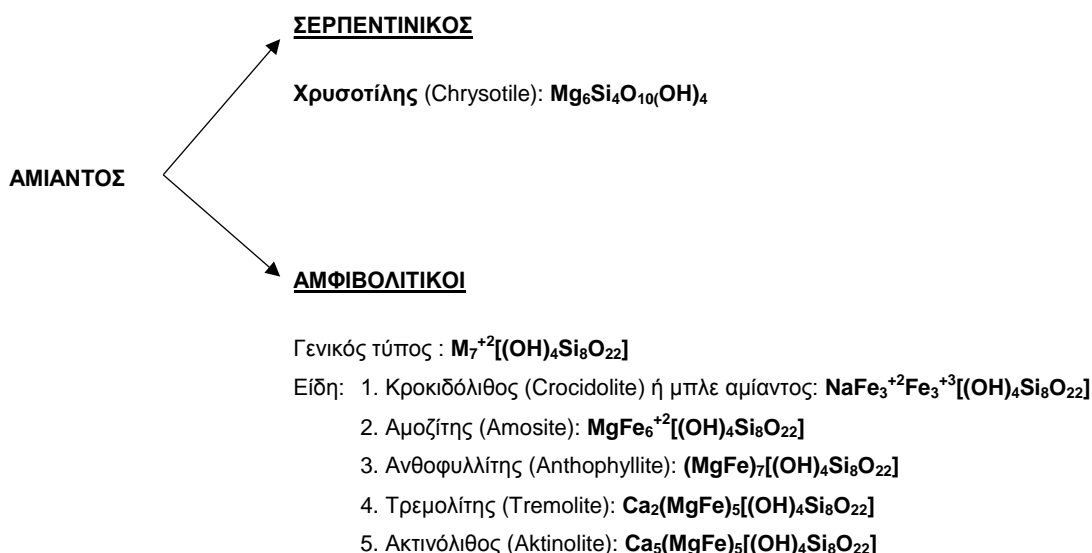 ΣΕΡΠΕΝΤΙΝΙΚΟΣ
Χρυσοτίλης (Chrysotile): Mg₆Si₄O₁₀₍OH)₄
ΑΜΙΑΝΤΟΣ
ΑΜΦΙΒΟΛΙΤΙΚΟΙ
Γενικός τύπος : M₇⁺²[(OH)₄Si₈O₂₂]
Είδη: 1. Κροκιδόλιθος (Crocidolite) ή μπλε αμίαντος: NaFe₃⁺²Fe₃⁺³[(OH)₄Si₈O₂₂]
2. Αμοζίτης (Amosite): MgFe₆⁺²[(OH)₄Si₈O₂₂]
3. Ανθοφυλλίτης (Anthophyllite): (MgFe)₇[(OH)₄Si₈O₂₂]
4. Τρεμολίτης (Tremolite): Ca₂(MgFe)₅[(OH)₄Si₈O₂₂]
5. Ακτινόλιθος (Aktinolite): Ca₅(MgFe)₅[(OH)₄Si₈O₂₂]